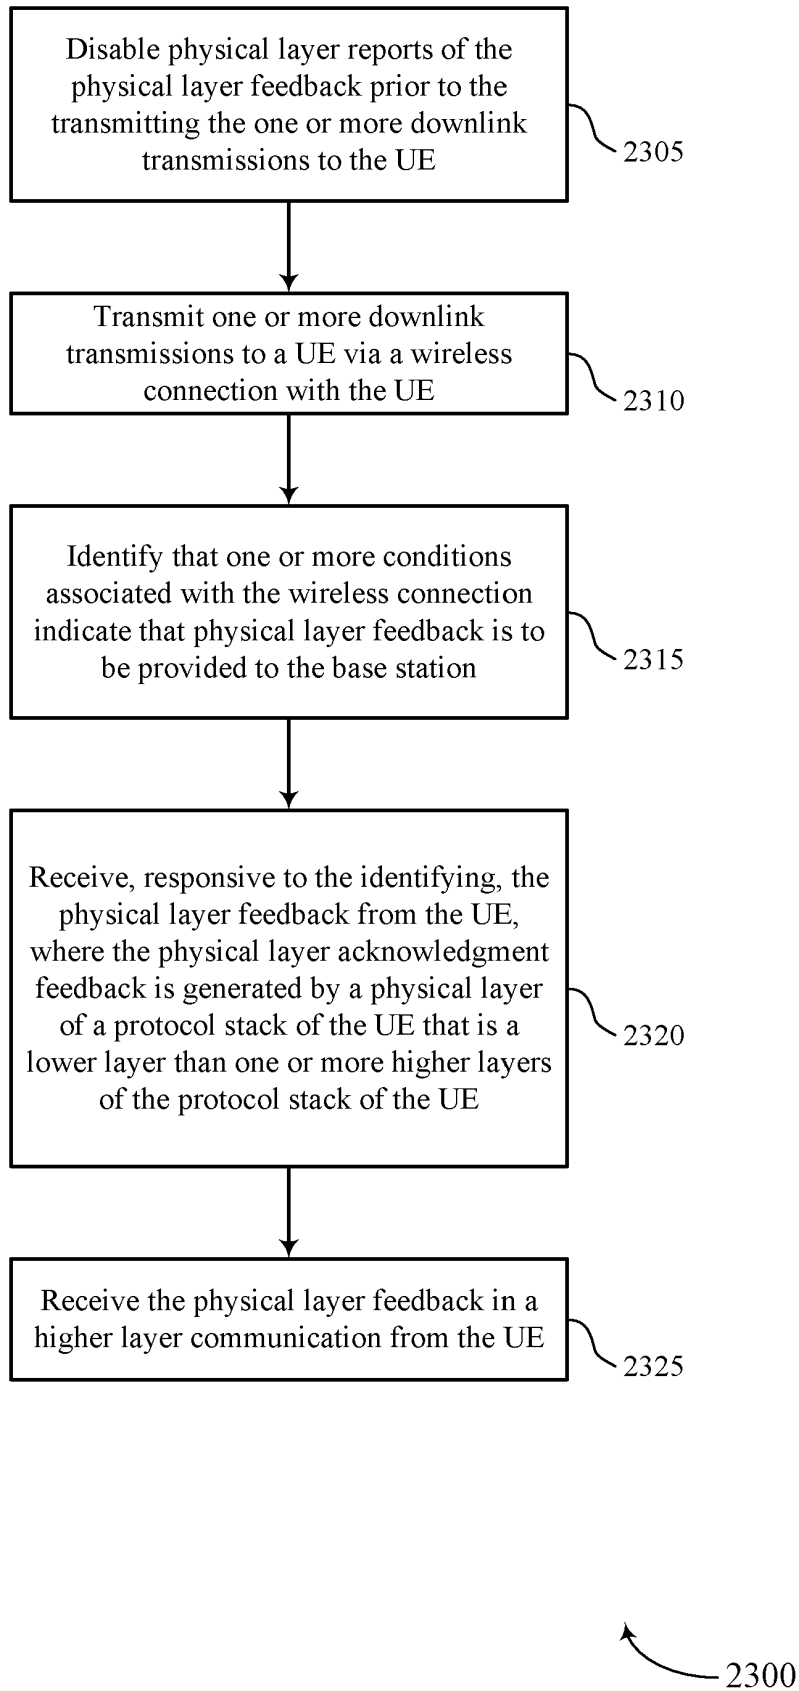 Disable physical layer reports of the
physical layer feedback prior to the
transmitting the one or more downlink
transmissions to the UE
2305
Transmit one or more downlink
transmissions to a UE via a wireless
connection with the UE
2310
Identify that one or more conditions
associated with the wireless connection
indicate that physical layer feedback is to
be provided to the base station
2315
Receive, responsive to the identifying, the
physical layer feedback from the UE,
where the physical layer acknowledgment
feedback is generated by a physical layer
of a protocol stack of the UE that is a
lower layer than one or more higher layers
of the protocol stack of the UE
2320
Receive the physical layer feedback in a
higher layer communication from the UE
2325
2300